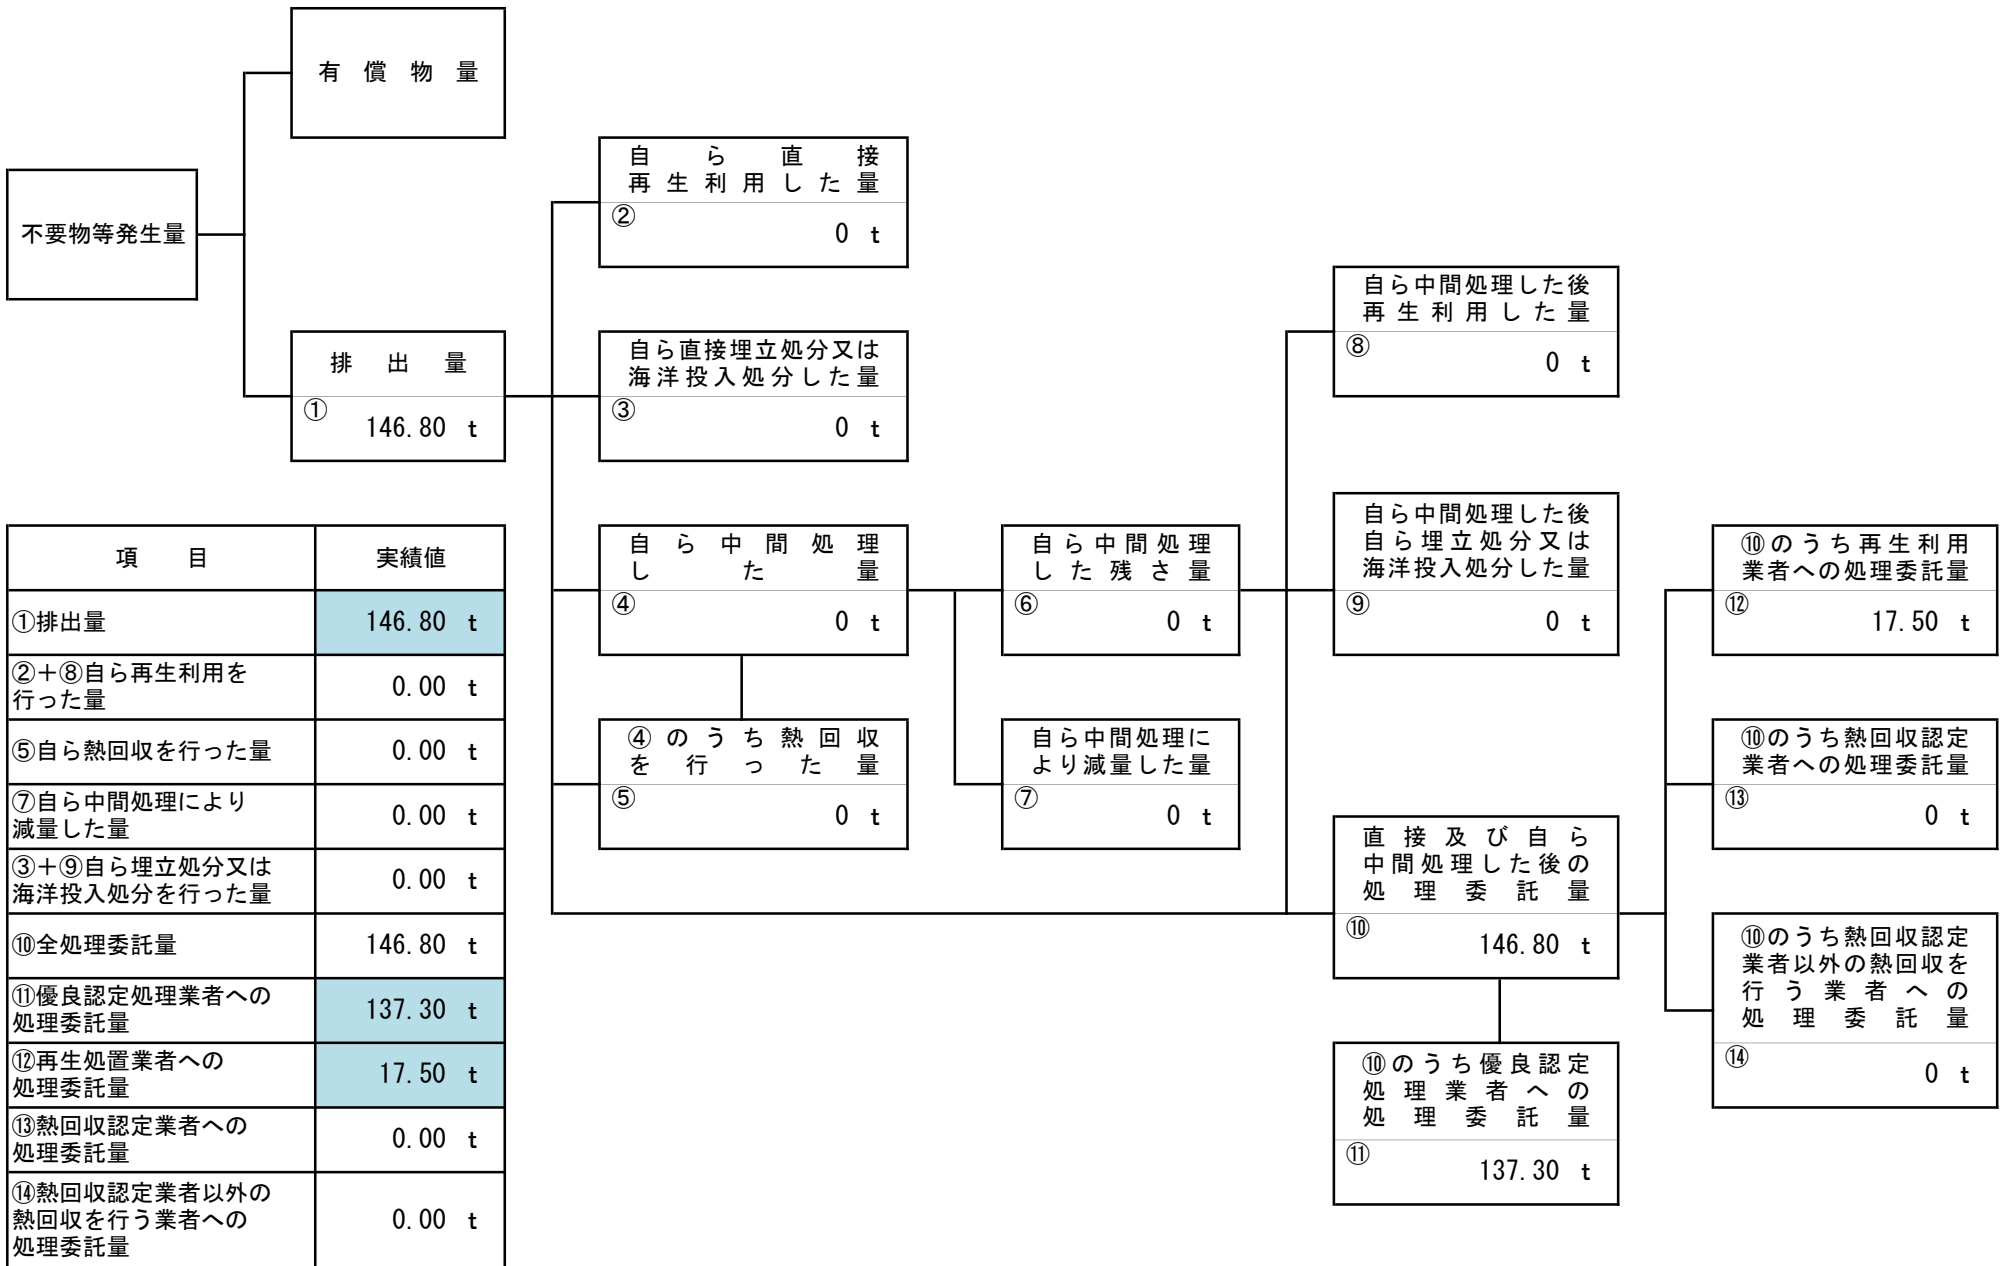 有償物量
不要物等発生量
排出量
①
146.80 t
自ら直接
再生利用した量
②
0 t
自ら直接埋立処分又は
海洋投入処分した量
③
0 t
自ら中間処理
した量
④
0 t
④のうち熱回収
を行った量
⑤
0 t
自ら中間処理
した残さ量
⑥
0 t
自ら中間処理に
より減量した量
⑦
0 t
自ら中間処理した後
再生利用した量
⑧
0 t
自ら中間処理した後
自ら埋立処分又は
海洋投入処分した量
⑨
0 t
直接及び自ら
中間処理した後の
処理委託量
⑩
146.80 t
⑩のうち優良認定
処理業者への
処理委託量
⑪
137.30 t
⑩のうち再生利用
業者への処理委託量
⑫
17.50 t
⑩のうち熱回収認定
業者への処理委託量
⑬
0 t
⑩のうち熱回収認定
業者以外の熱回収を
行う業者への
処理委託量
⑭
0 t
項目 実績値
①排出量 146.80 t
②＋⑧自ら再生利用を
行った量 0.00 t
⑤自ら熱回収を行った量 0.00 t
⑦自ら中間処理により
減量した量 0.00 t
③＋⑨自ら埋立処分又は
海洋投入処分を行った量 0.00 t
⑩全処理委託量 146.80 t
⑪優良認定処理業者への
処理委託量 137.30 t
⑫再生処置業者への
処理委託量 17.50 t
⑬熱回収認定業者への
処理委託量 0.00 t
⑭熱回収認定業者以外の
熱回収を行う業者への
処理委託量 0.00 t